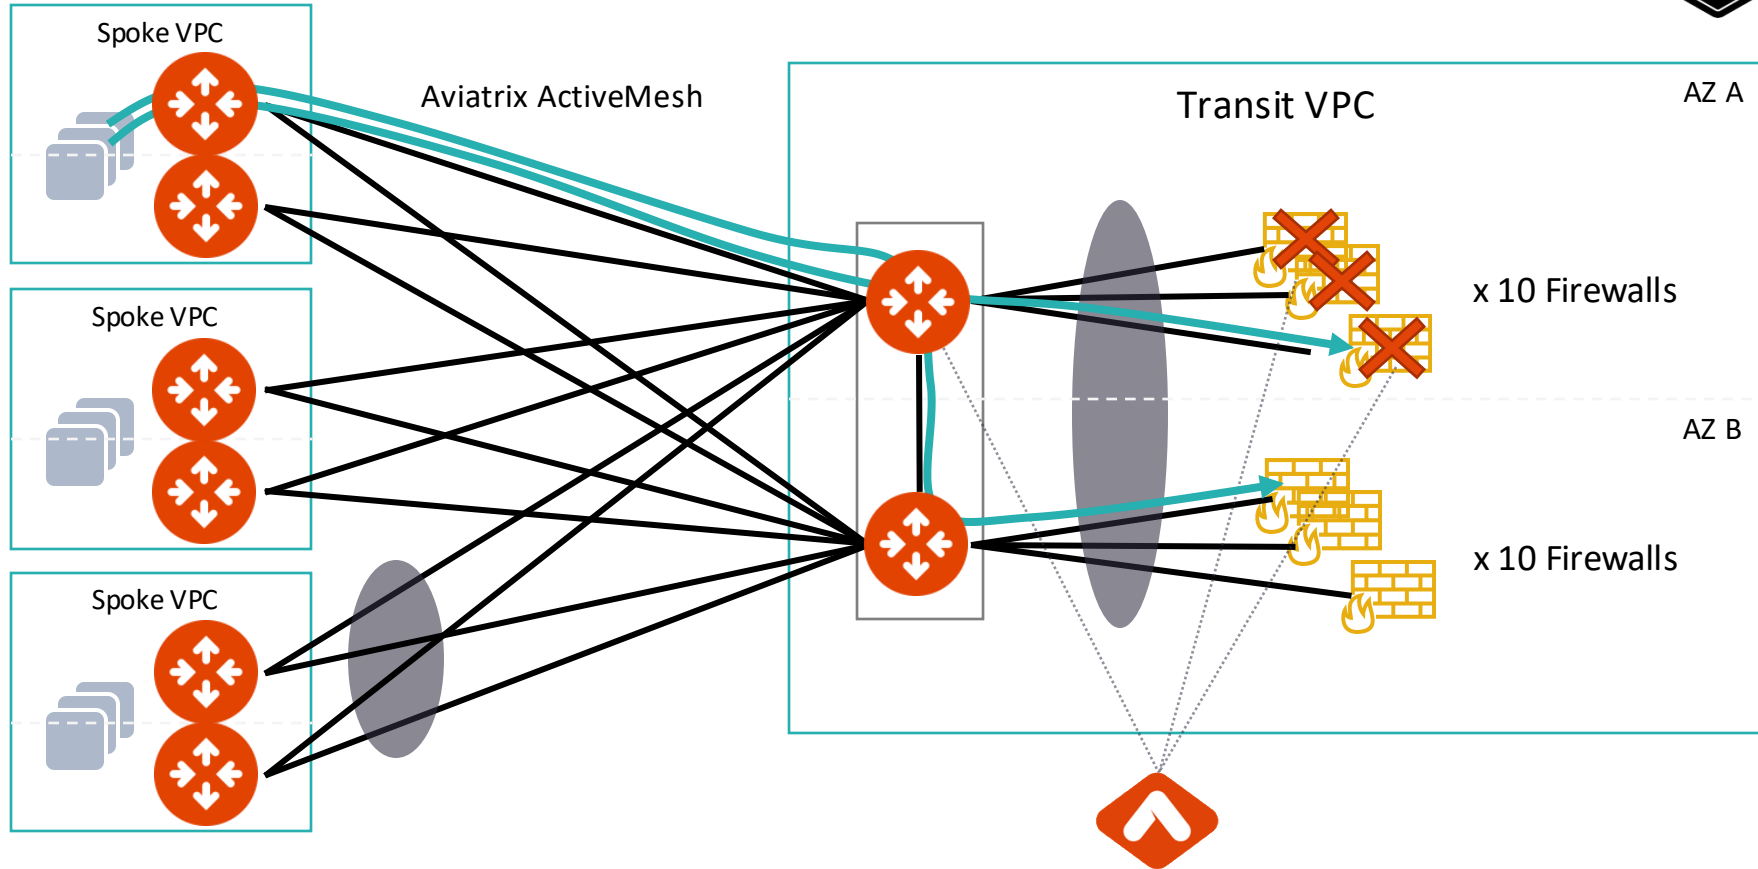 Spoke VPC
Aviatrix ActiveMesh
Transit VPC
AZ A
x 10 Firewalls
Spoke VPC
AZ B
x 10 Firewalls
Spoke VPC